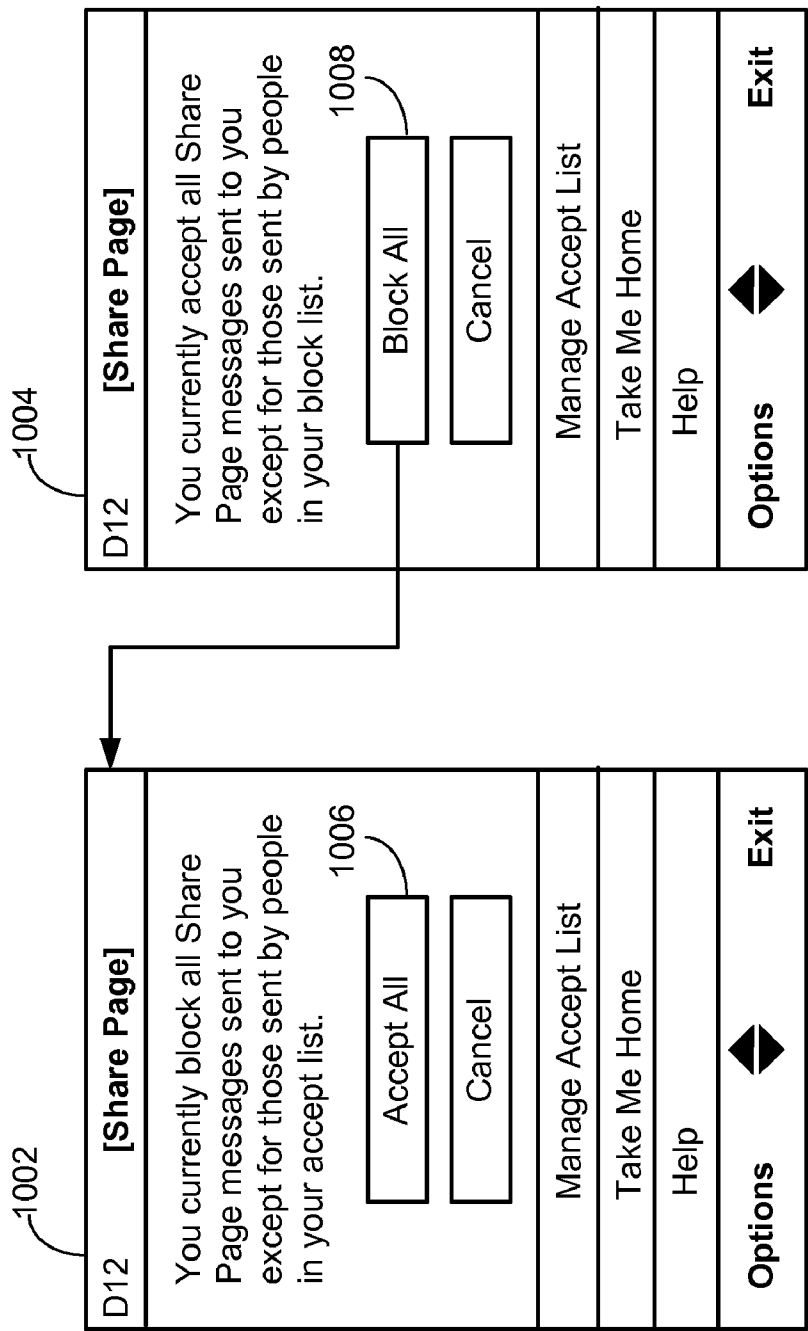 1002
D12 [Share Page]
You currently block all Share
Page messages sent to you
except for those sent by people
in your accept list.
1006
Accept All
Cancel
Manage Accept List
Take Me Home
Help
Options Exit
1004
D12 [Share Page]
You currently accept all Share
Page messages sent to you
except for those sent by people
in your block list.
1008
Block All
Cancel
Manage Accept List
Take Me Home
Help
Options Exit